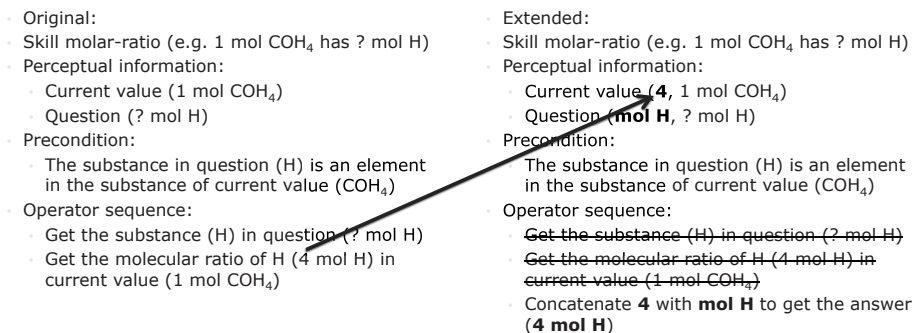 Original:
Skill molar-ratio (e.g. 1 mol COH₄ has ? mol H)
Perceptual information:
Current value (1 mol COH₄)
Question (? mol H)
Precondition:
The substance in question (H) is an element
in the substance of current value (COH₄)
Operator sequence:
Get the substance (H) in question (? mol H)
Get the molecular ratio of H (4 mol H) in
current value (1 mol COH₄)
Extended:
Skill molar-ratio (e.g. 1 mol COH₄ has ? mol H)
Perceptual information:
Current value (4, 1 mol COH₄)
Question (mol H, ? mol H)
Precondition:
The substance in question (H) is an element
in the substance of current value (COH₄)
Operator sequence:
Get the substance (H) in question (? mol H)
Get the molecular ratio of H (4 mol H) in
current value (1 mol COH₄)
Concatenate 4 with mol H to get the answer
(4 mol H)